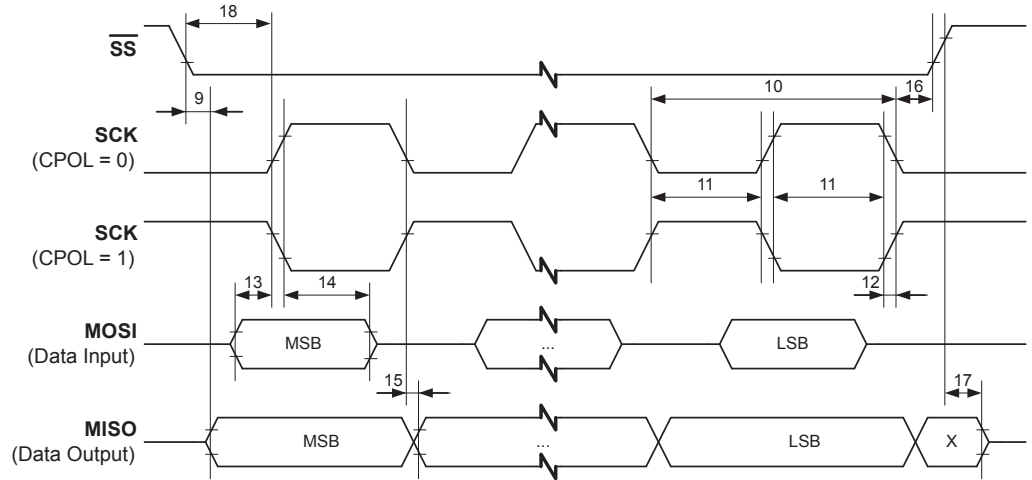 18
SS
9
10
16
SCK
(CPOL = 0)
11
11
SCK
(CPOL = 1)
13
14
12
MOSI
(Data Input)
MSB
...
LSB
15
17
MISO
(Data Output)
MSB
...
LSB
X